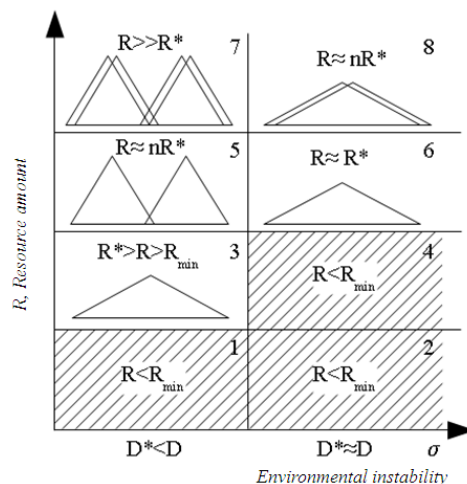 R>>R* 7
R≈nR* 8
R≈nR* 5
R≈R* 6
R*>R>Rmin 3
4
R<Rmin
1
R<Rmin
2
R<Rmin
R, Resource amount
D*<D
D*≈D
σ
Environmental instability